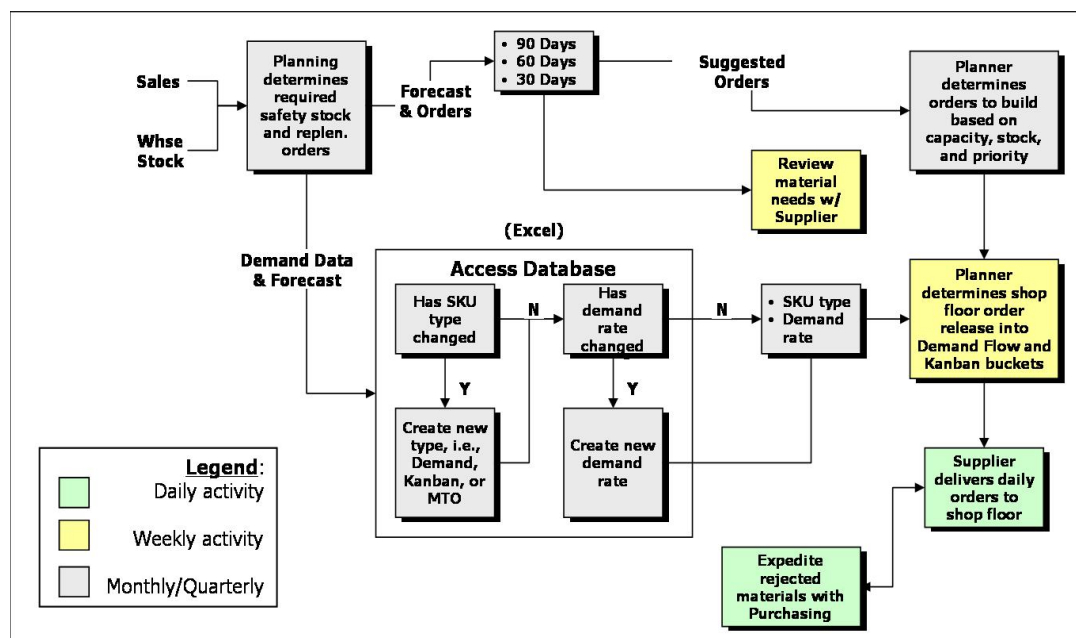 Sales
Whse
Stock
Planning
determines
required
safety stock
and replen.
orders
Forecast
& Orders
• 90 Days
• 60 Days
• 30 Days
Suggested
Orders
Planner
determines
orders to build
based on
capacity, stock,
and priority
Review
material
needs w/
Supplier
Demand Data
& Forecast
(Excel)
Access Database
Has SKU
type
changed
N
Has
demand
rate
changed
N
• SKU type
• Demand
rate
Planner
determines shop
floor order
release into
Demand Flow and
Kanban buckets
Y
Y
Create new
type, i.e.,
Demand,
Kanban, or
MTO
Create new
demand
rate
Supplier
delivers daily
orders to
shop floor
Expedite
rejected
materials with
Purchasing
Legend:
Daily activity
Weekly activity
Monthly/Quarterly